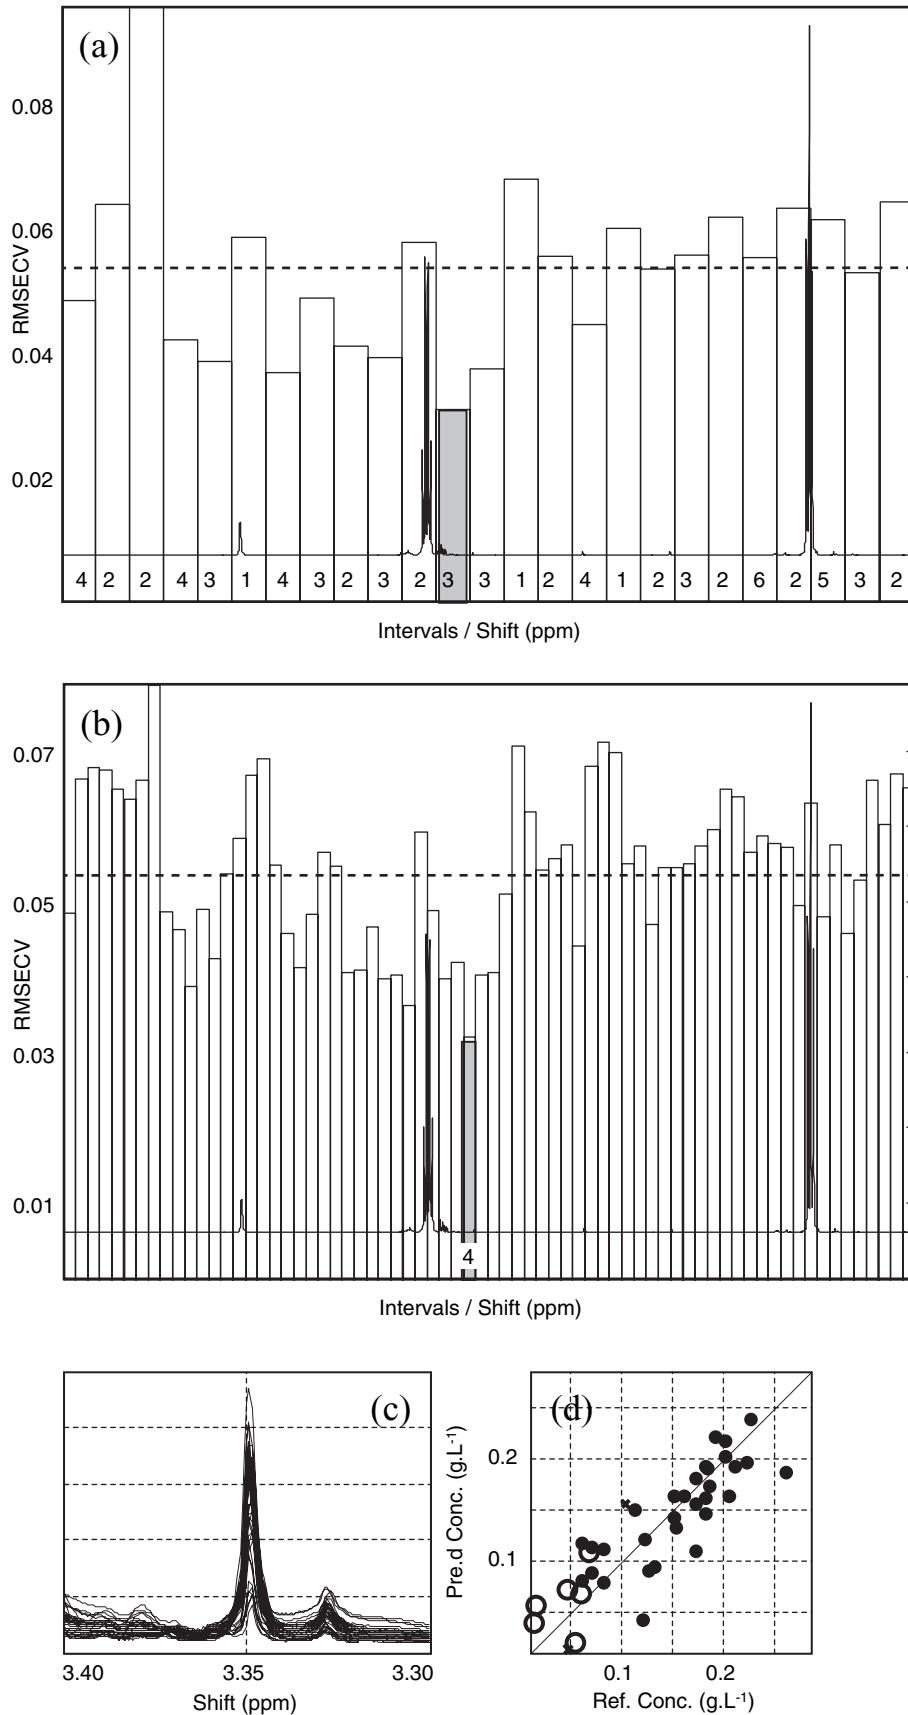 (a)
0.08
0.06
0.04
0.02
RMSECV
4 2 2 4 3 1 4 3 2 3 2 3 3 1 2 4 1 2 3 2 6 2 5 3 2
Intervals / Shift (ppm)
(b)
0.07
0.05
0.03
0.01
RMSECV
4
Intervals / Shift (ppm)
(c)
3.40 3.35 3.30
Shift (ppm)
(d)
0.2
0.1
Pre.d Conc. (g.L-1)
0.1 0.2
Ref. Conc. (g.L-1)